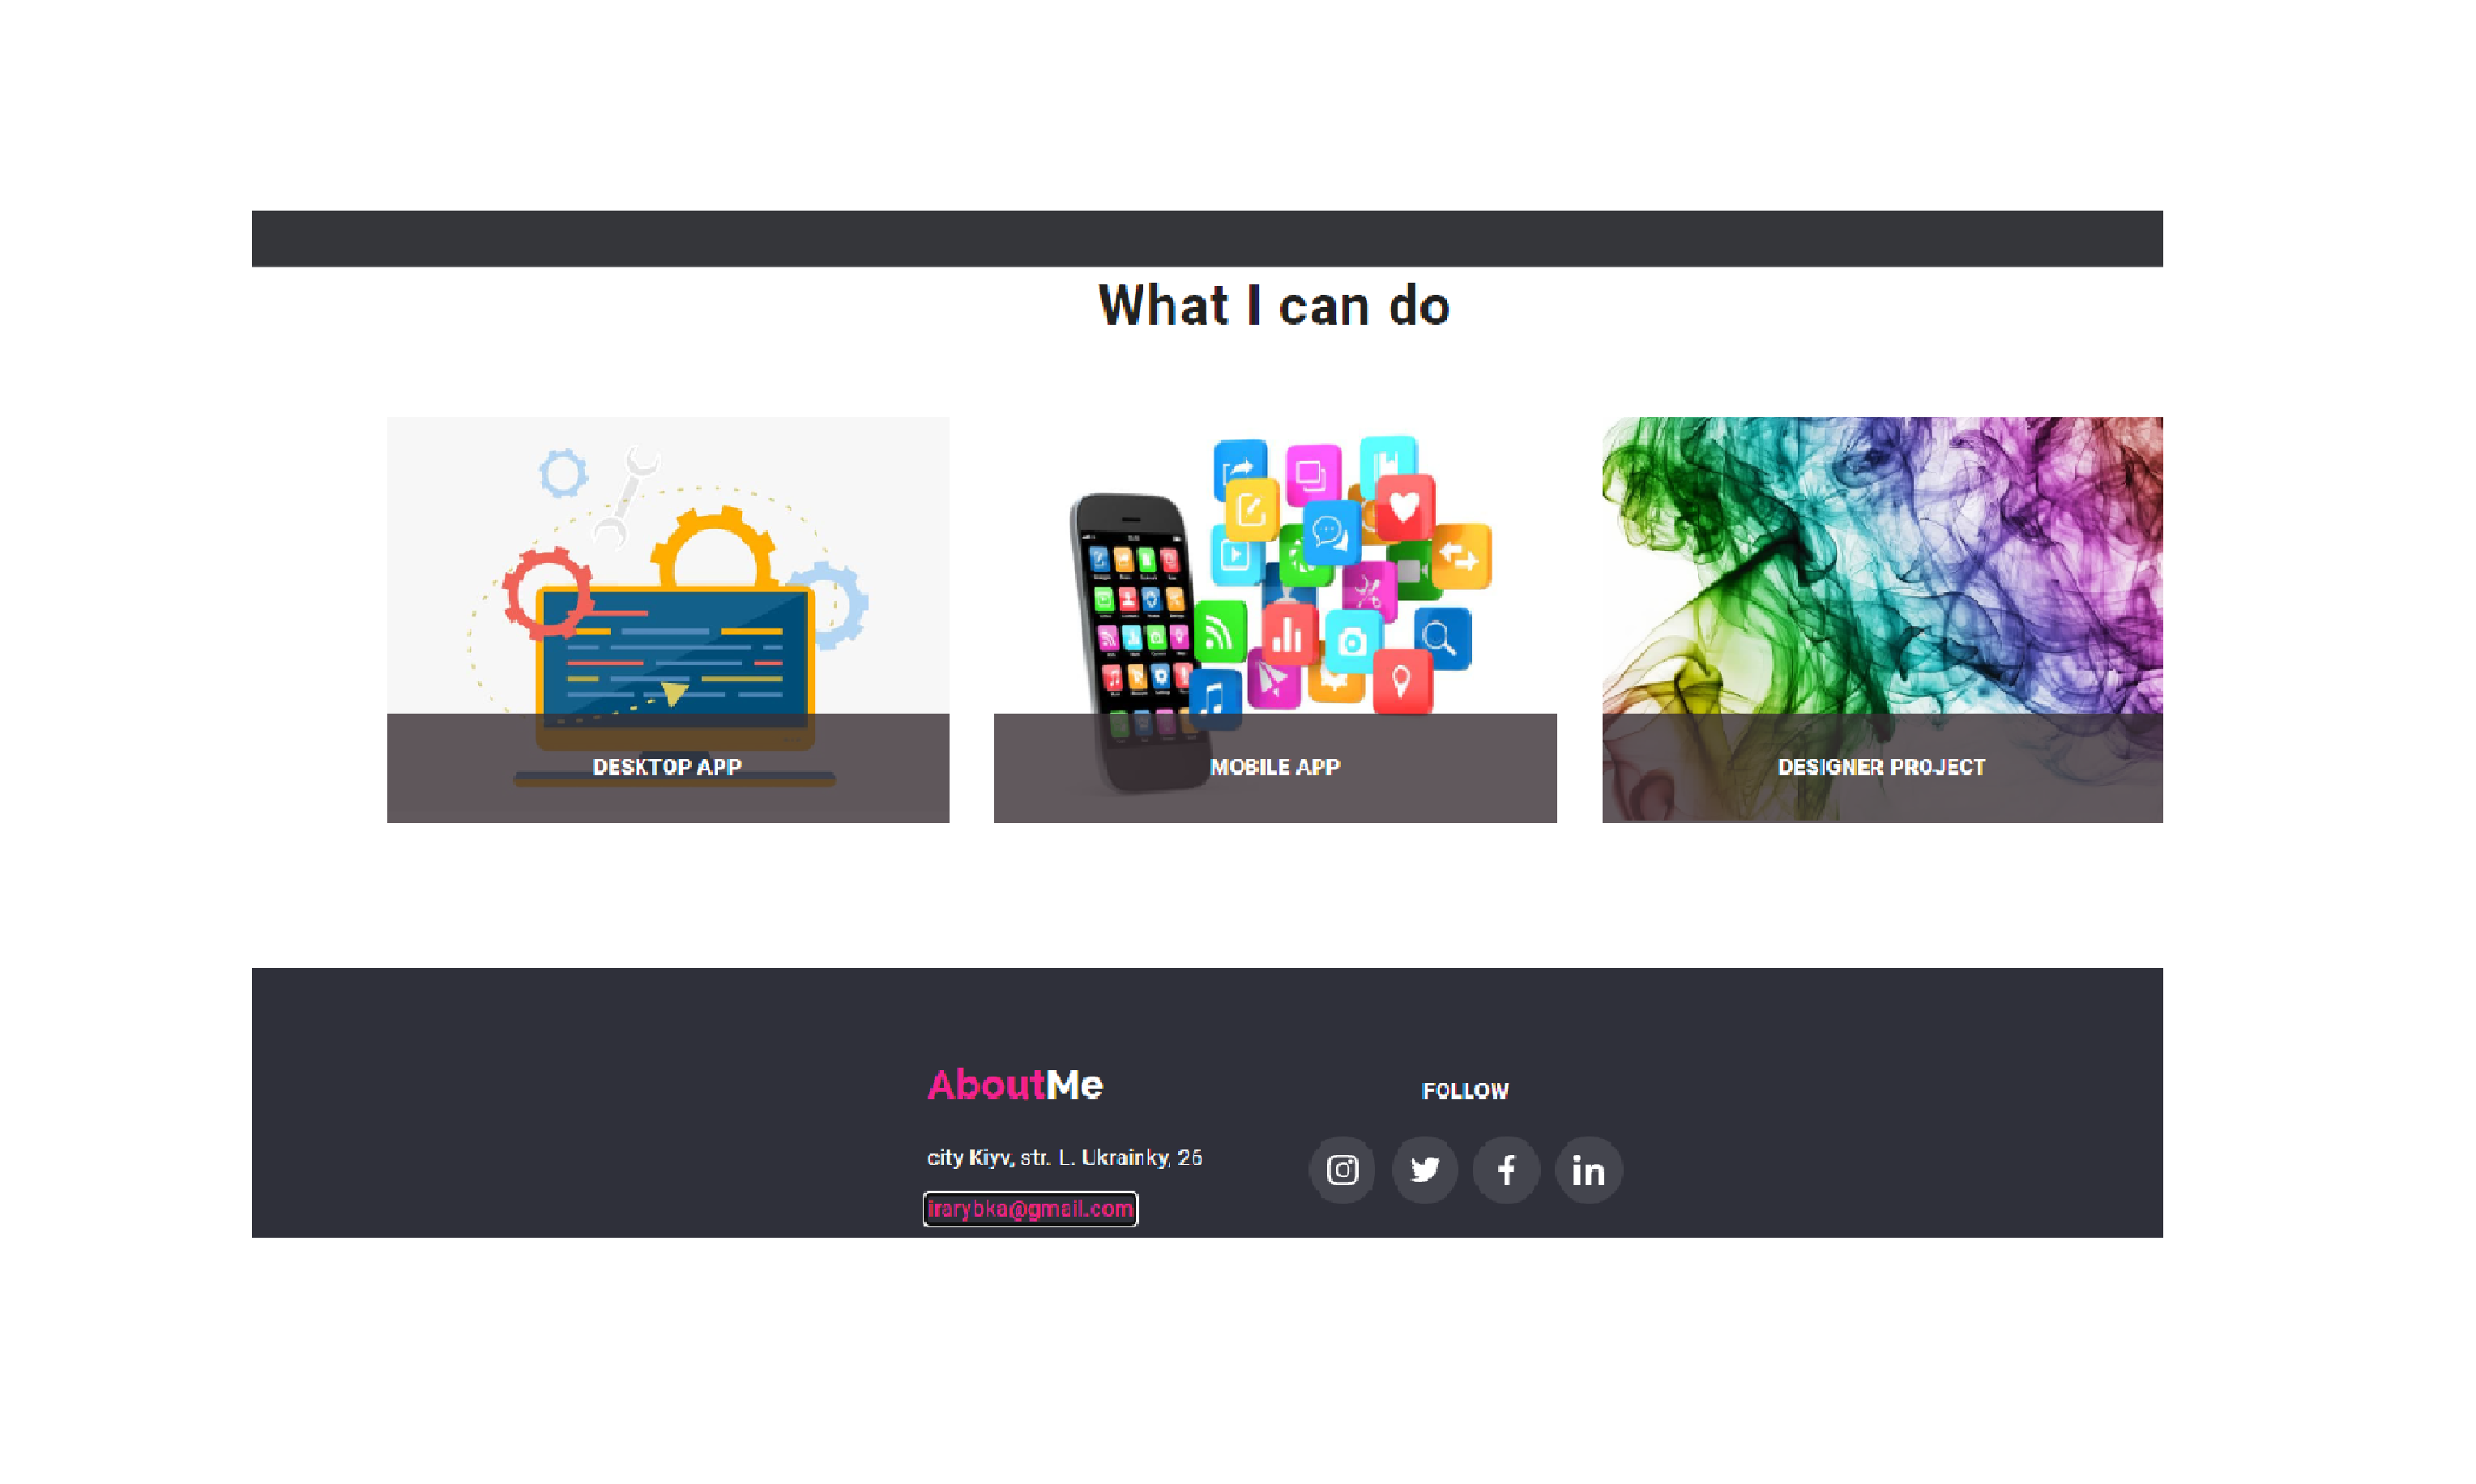 What I can do
DESKTOP APP
MOBILE APP
DESIGNER PROJECT
AboutMe
FOLLOW
city Kiyv, str. L. Ukrainky, 26
irarybka@gmail.com